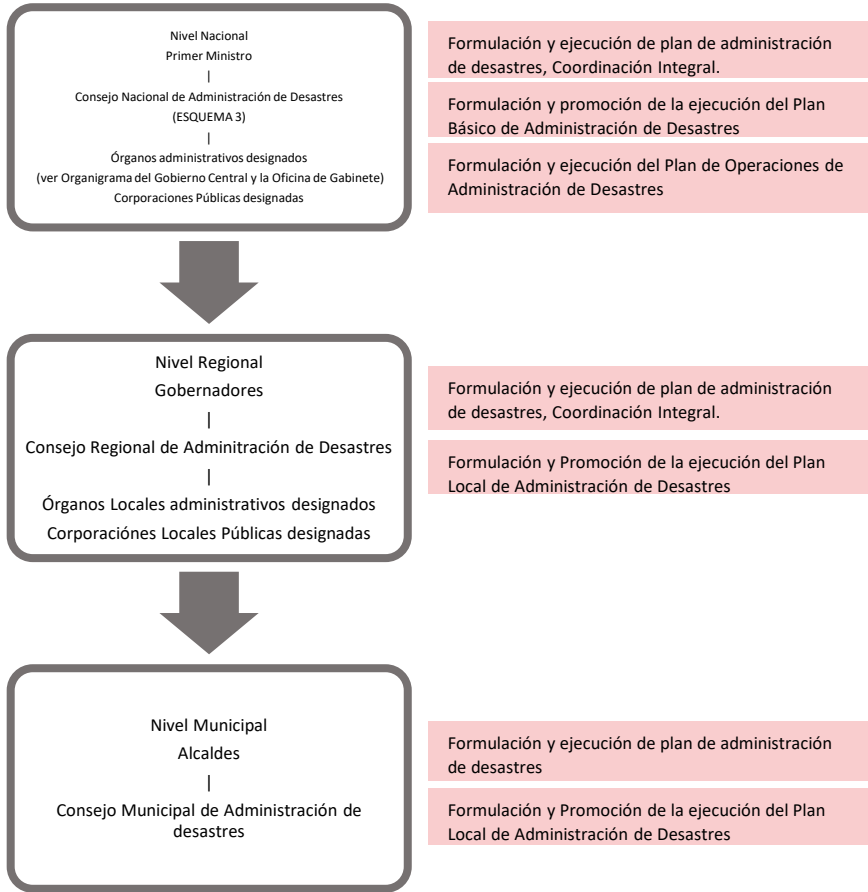 Nivel Nacional
Primer Ministro
|
Consejo Nacional de Administración de Desastres
(ESQUEMA 3)
|
Órganos administrativos designados
(ver Organigrama del Gobierno Central y la Oficina de Gabinete)
Corporaciones Públicas designadas
Formulación y ejecución de plan de administración
de desastres, Coordinación Integral.
Formulación y promoción de la ejecución del Plan
Básico de Administración de Desastres
Formulación y ejecución del Plan de Operaciones de
Administración de Desastres
Nivel Regional
Gobernadores
|
Consejo Regional de Adminitración de Desastres
|
Órganos Locales administrativos designados
Corporaciónes Locales Públicas designadas
Formulación y ejecución de plan de administración
de desastres, Coordinación Integral.
Formulación y Promoción de la ejecución del Plan
Local de Administración de Desastres
Nivel Municipal
Alcaldes
|
Consejo Municipal de Administración de
desastres
Formulación y ejecución de plan de administración
de desastres
Formulación y Promoción de la ejecución del Plan
Local de Administración de Desastres